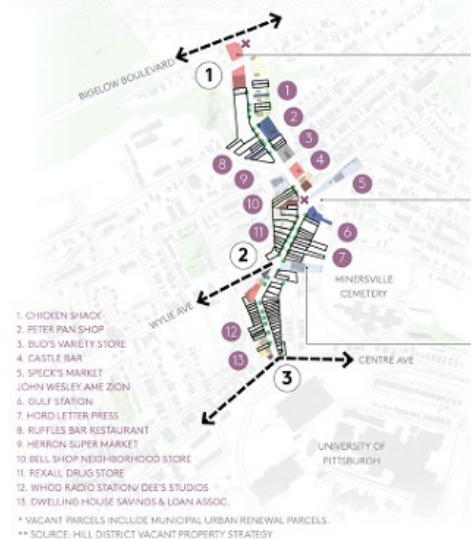 BIGELOW BOULEVARD
1
1
2
3
4
5
8
9
10
6
11
7
2
MINERSVILLE
CEMETERY
WYLIE AVE
12
13
3
CENTRE AVE
UNIVERSITY OF
PITTSBURGH
1. CHICKEN SHACK
2. PETER PAN SHOP
3. BUD'S VARIETY STORE
4. CASTLE BAR
5. SPECK'S MARKET
JOHN WESLEY AME ZION
6. GULF STATION
7. HORD LETTER PRESS
8. RUFFLES BAR RESTAURANT
9. HERRON SUPER MARKET
10.BELL SHOP NEIGHBORHOOD STORE
11. REXALL DRUG STORE
12. WHOD RADIO STATION/ DEE'S STUDIOS
13. DWELLING HOUSE SAVINGS & LOAN ASSOC.
* VACANT PARCELS INCLUDE MUNICIPAL URBAN RENEWAL PARCELS.
** SOURCE: HILL DISTRICT VACANT PROPERTY STRATEGY